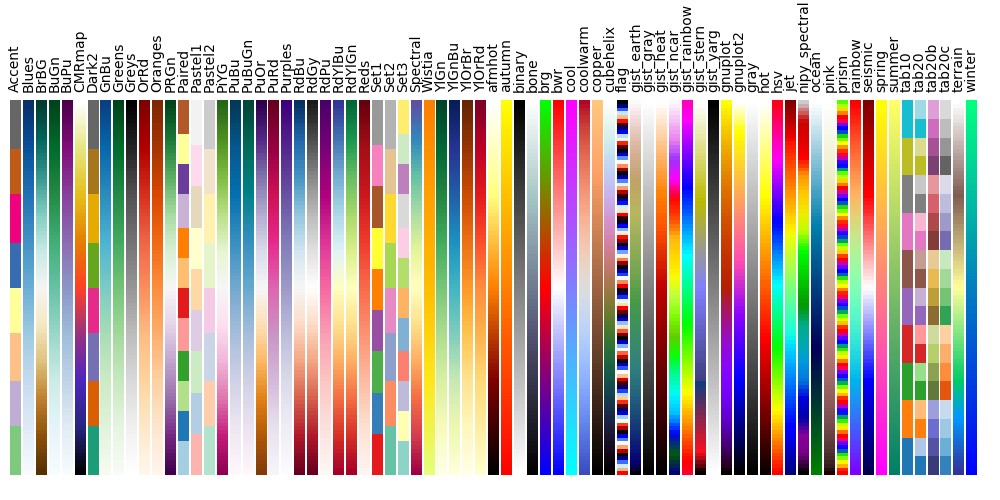 Accent
Blues
BrBG
BuGn
BuPu
CMRmap
Dark2
GnBu
Greens
Greys
OrRd
Oranges
PRGn
Paired
Pastel1
Pastel2
PiYG
PuBu
PuBuGn
PuOr
PuRd
Purples
RdBu
RdGy
RdPu
RdYlBu
RdYlGn
Reds
Set1
Set2
Set3
Spectral
Wistia
YlGn
YlGnBu
YlOrBr
YlOrRd
afmhot
autumn
binary
bone
brg
bwr
cool
coolwarm
copper
cubehelix
flag
gist_earth
gist_gray
gist_heat
gist_ncar
gist_rainbow
gist_stern
gist_yarg
gnuplot
gnuplot2
gray
hot
hsv
jet
nipy_spectral
ocean
pink
prism
rainbow
seismic
spring
summer
tab10
tab20
tab20b
tab20c
terrain
winter